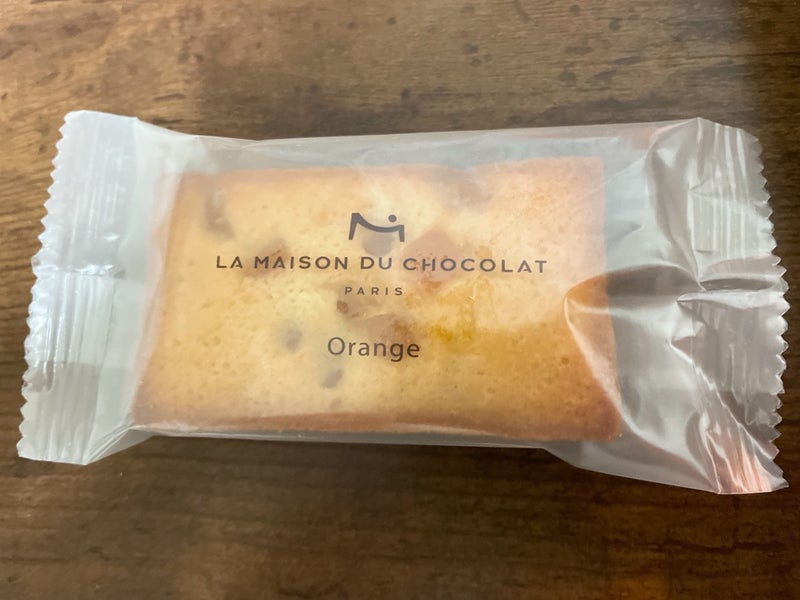 LA MAISON DU CHOCOLAT
PARIS
Orange